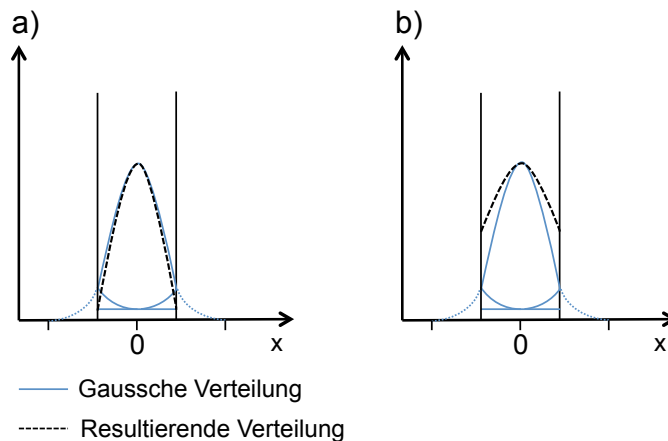 a)
b)
0
x
0
x
Gaussche Verteilung
Resultierende Verteilung